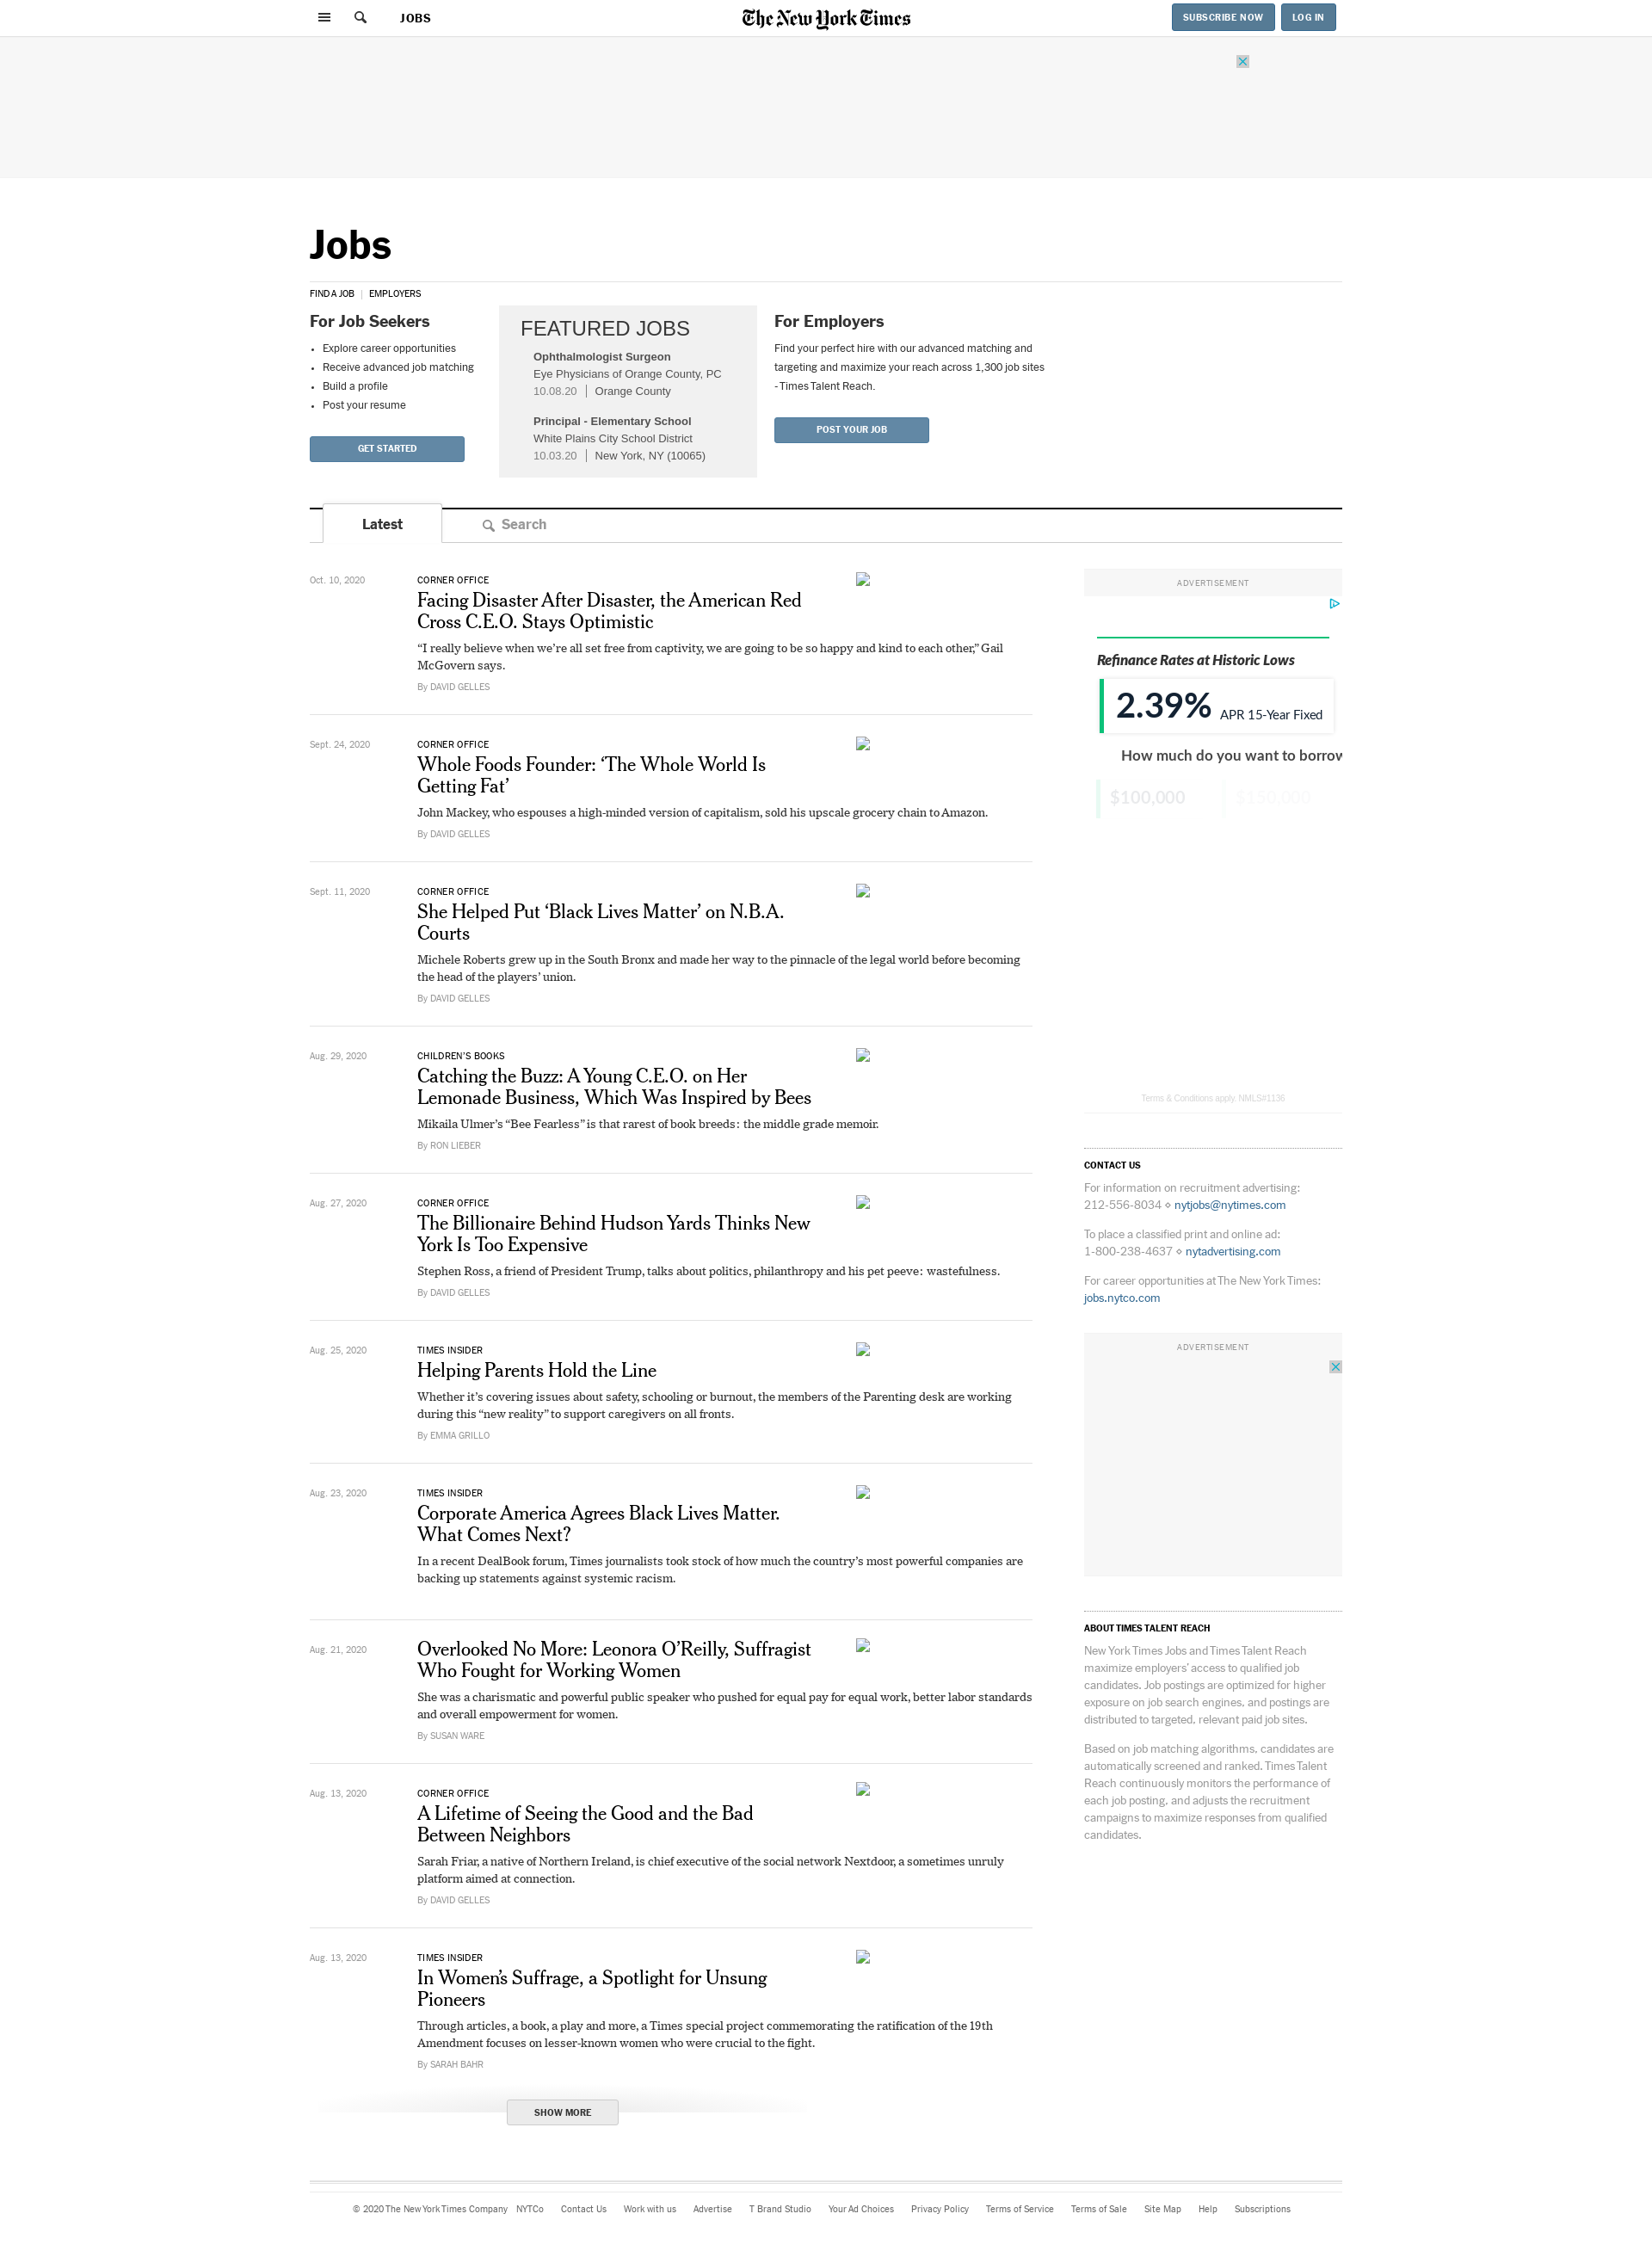 JOBS
The New York Times
SUBSCRIBE NOW
LOG IN
Jobs
FIND A JOB
EMPLOYERS
For Job Seekers
Explore career opportunities
Receive advanced job matching
Build a profile
Post your resume
GET STARTED
FEATURED JOBS
Ophthalmologist Surgeon
Eye Physicians of Orange County, PC
10.08.20 | Orange County
Principal - Elementary School
White Plains City School District
10.03.20 | New York, NY (10065)
For Employers
Find your perfect hire with our advanced matching and
targeting and maximize your reach across 1,300 job sites
- Times Talent Reach.
POST YOUR JOB
Latest
Search
Oct. 10, 2020
CORNER OFFICE
Facing Disaster After Disaster, the American Red
Cross C.E.O. Stays Optimistic
“I really believe when we’re all set free from captivity, we are going to be so happy and kind to each other,” Gail
McGovern says.
By DAVID GELLES
Sept. 24, 2020
CORNER OFFICE
Whole Foods Founder: ‘The Whole World Is
Getting Fat’
John Mackey, who espouses a high-minded version of capitalism, sold his upscale grocery chain to Amazon.
By DAVID GELLES
Sept. 11, 2020
CORNER OFFICE
She Helped Put ‘Black Lives Matter’ on N.B.A.
Courts
Michele Roberts grew up in the South Bronx and made her way to the pinnacle of the legal world before becoming
the head of the players’ union.
By DAVID GELLES
Aug. 29, 2020
CHILDREN’S BOOKS
Catching the Buzz: A Young C.E.O. on Her
Lemonade Business, Which Was Inspired by Bees
Mikaila Ulmer’s “Bee Fearless” is that rarest of book breeds: the middle grade memoir.
By RON LIEBER
Aug. 27, 2020
CORNER OFFICE
The Billionaire Behind Hudson Yards Thinks New
York Is Too Expensive
Stephen Ross, a friend of President Trump, talks about politics, philanthropy and his pet peeve: wastefulness.
By DAVID GELLES
Aug. 25, 2020
TIMES INSIDER
Helping Parents Hold the Line
Whether it’s covering issues about safety, schooling or burnout, the members of the Parenting desk are working
during this “new reality” to support caregivers on all fronts.
By EMMA GRILLO
Aug. 23, 2020
TIMES INSIDER
Corporate America Agrees Black Lives Matter.
What Comes Next?
In a recent DealBook forum, Times journalists took stock of how much the country’s most powerful companies are
backing up statements against systemic racism.
Aug. 21, 2020
Overlooked No More: Leonora O’Reilly, Suffragist
Who Fought for Working Women
She was a charismatic and powerful public speaker who pushed for equal pay for equal work, better labor standards
and overall empowerment for women.
By SUSAN WARE
Aug. 13, 2020
CORNER OFFICE
A Lifetime of Seeing the Good and the Bad
Between Neighbors
Sarah Friar, a native of Northern Ireland, is chief executive of the social network Nextdoor, a sometimes unruly
platform aimed at connection.
By DAVID GELLES
Aug. 13, 2020
TIMES INSIDER
In Women’s Suffrage, a Spotlight for Unsung
Pioneers
Through articles, a book, a play and more, a Times special project commemorating the ratification of the 19th
Amendment focuses on lesser-known women who were crucial to the fight.
By SARAH BAHR
SHOW MORE
ADVERTISEMENT
Refinance Rates at Historic Lows
2.39% APR 15-Year Fixed
How much do you want to borrow
$100,000
$150,000
Terms & Conditions apply. NMLS#1136
CONTACT US
For information on recruitment advertising:
212-556-8034 ⋄ nytjobs@nytimes.com
To place a classified print and online ad:
1-800-238-4637 ⋄ nytadvertising.com
For career opportunities at The New York Times:
jobs.nytco.com
ADVERTISEMENT
ABOUT TIMES TALENT REACH
New York Times Jobs and Times Talent Reach
maximize employers’ access to qualified job
candidates. Job postings are optimized for higher
exposure on job search engines, and postings are
distributed to targeted, relevant paid job sites.
Based on job matching algorithms, candidates are
automatically screened and ranked. Times Talent
Reach continuously monitors the performance of
each job posting, and adjusts the recruitment
campaigns to maximize responses from qualified
candidates.
© 2020 The New York Times Company NYTCo Contact Us Work with us Advertise T Brand Studio Your Ad Choices Privacy Policy Terms of Service Terms of Sale Site Map Help Subscriptions